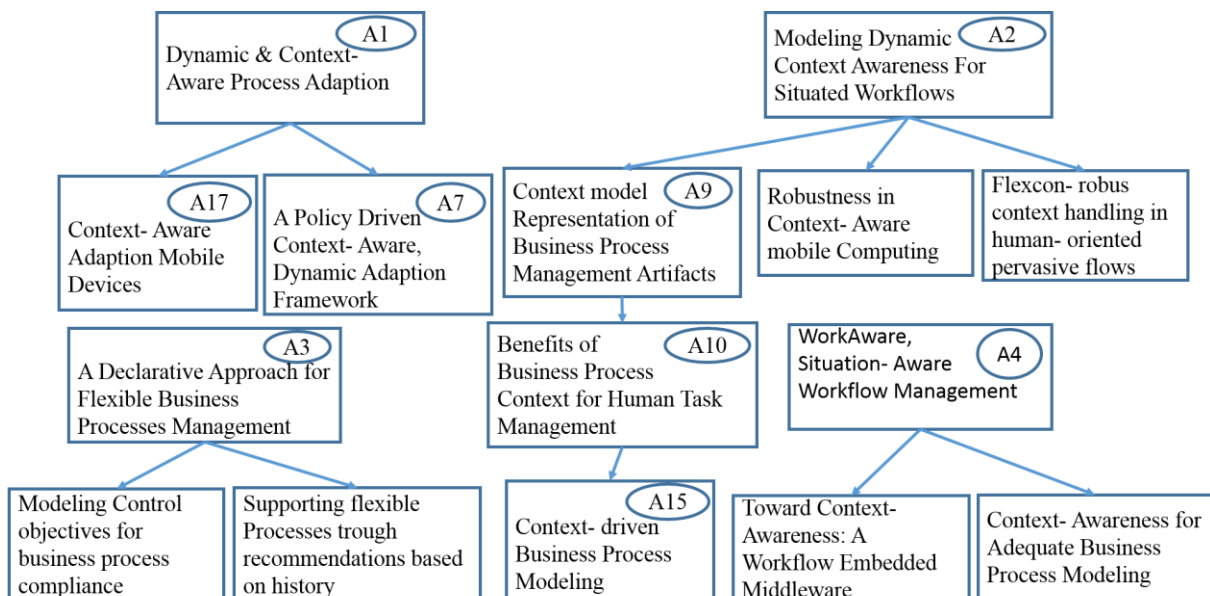 A1
Dynamic & Context-
Aware Process Adaption
A2
Modeling Dynamic
Context Awareness For
Situated Workflows
A17
Context- Aware
Adaption Mobile
Devices
A7
A Policy Driven
Context- Aware,
Dynamic Adaption
Framework
A9
Context model
Representation of
Business Process
Management Artifacts
Robustness in
Context- Aware
mobile Computing
Flexcon- robus
context handling in
human- oriented
pervasive flows
A3
A Declarative Approach for
Flexible Business
Processes Management
A10
Benefits of
Business Process
Context for Human Task
Management
A4
WorkAware,
Situation- Aware
Workflow Management
Modeling Control
objectives for
business process
compliance
Supporting flexible
Processes trough
recommendations based
on history
A15
Context- driven
Business Process
Modeling
Toward Context-
Awareness: A
Workflow Embedded
Middleware
Context- Awareness for
Adequate Business
Process Modeling